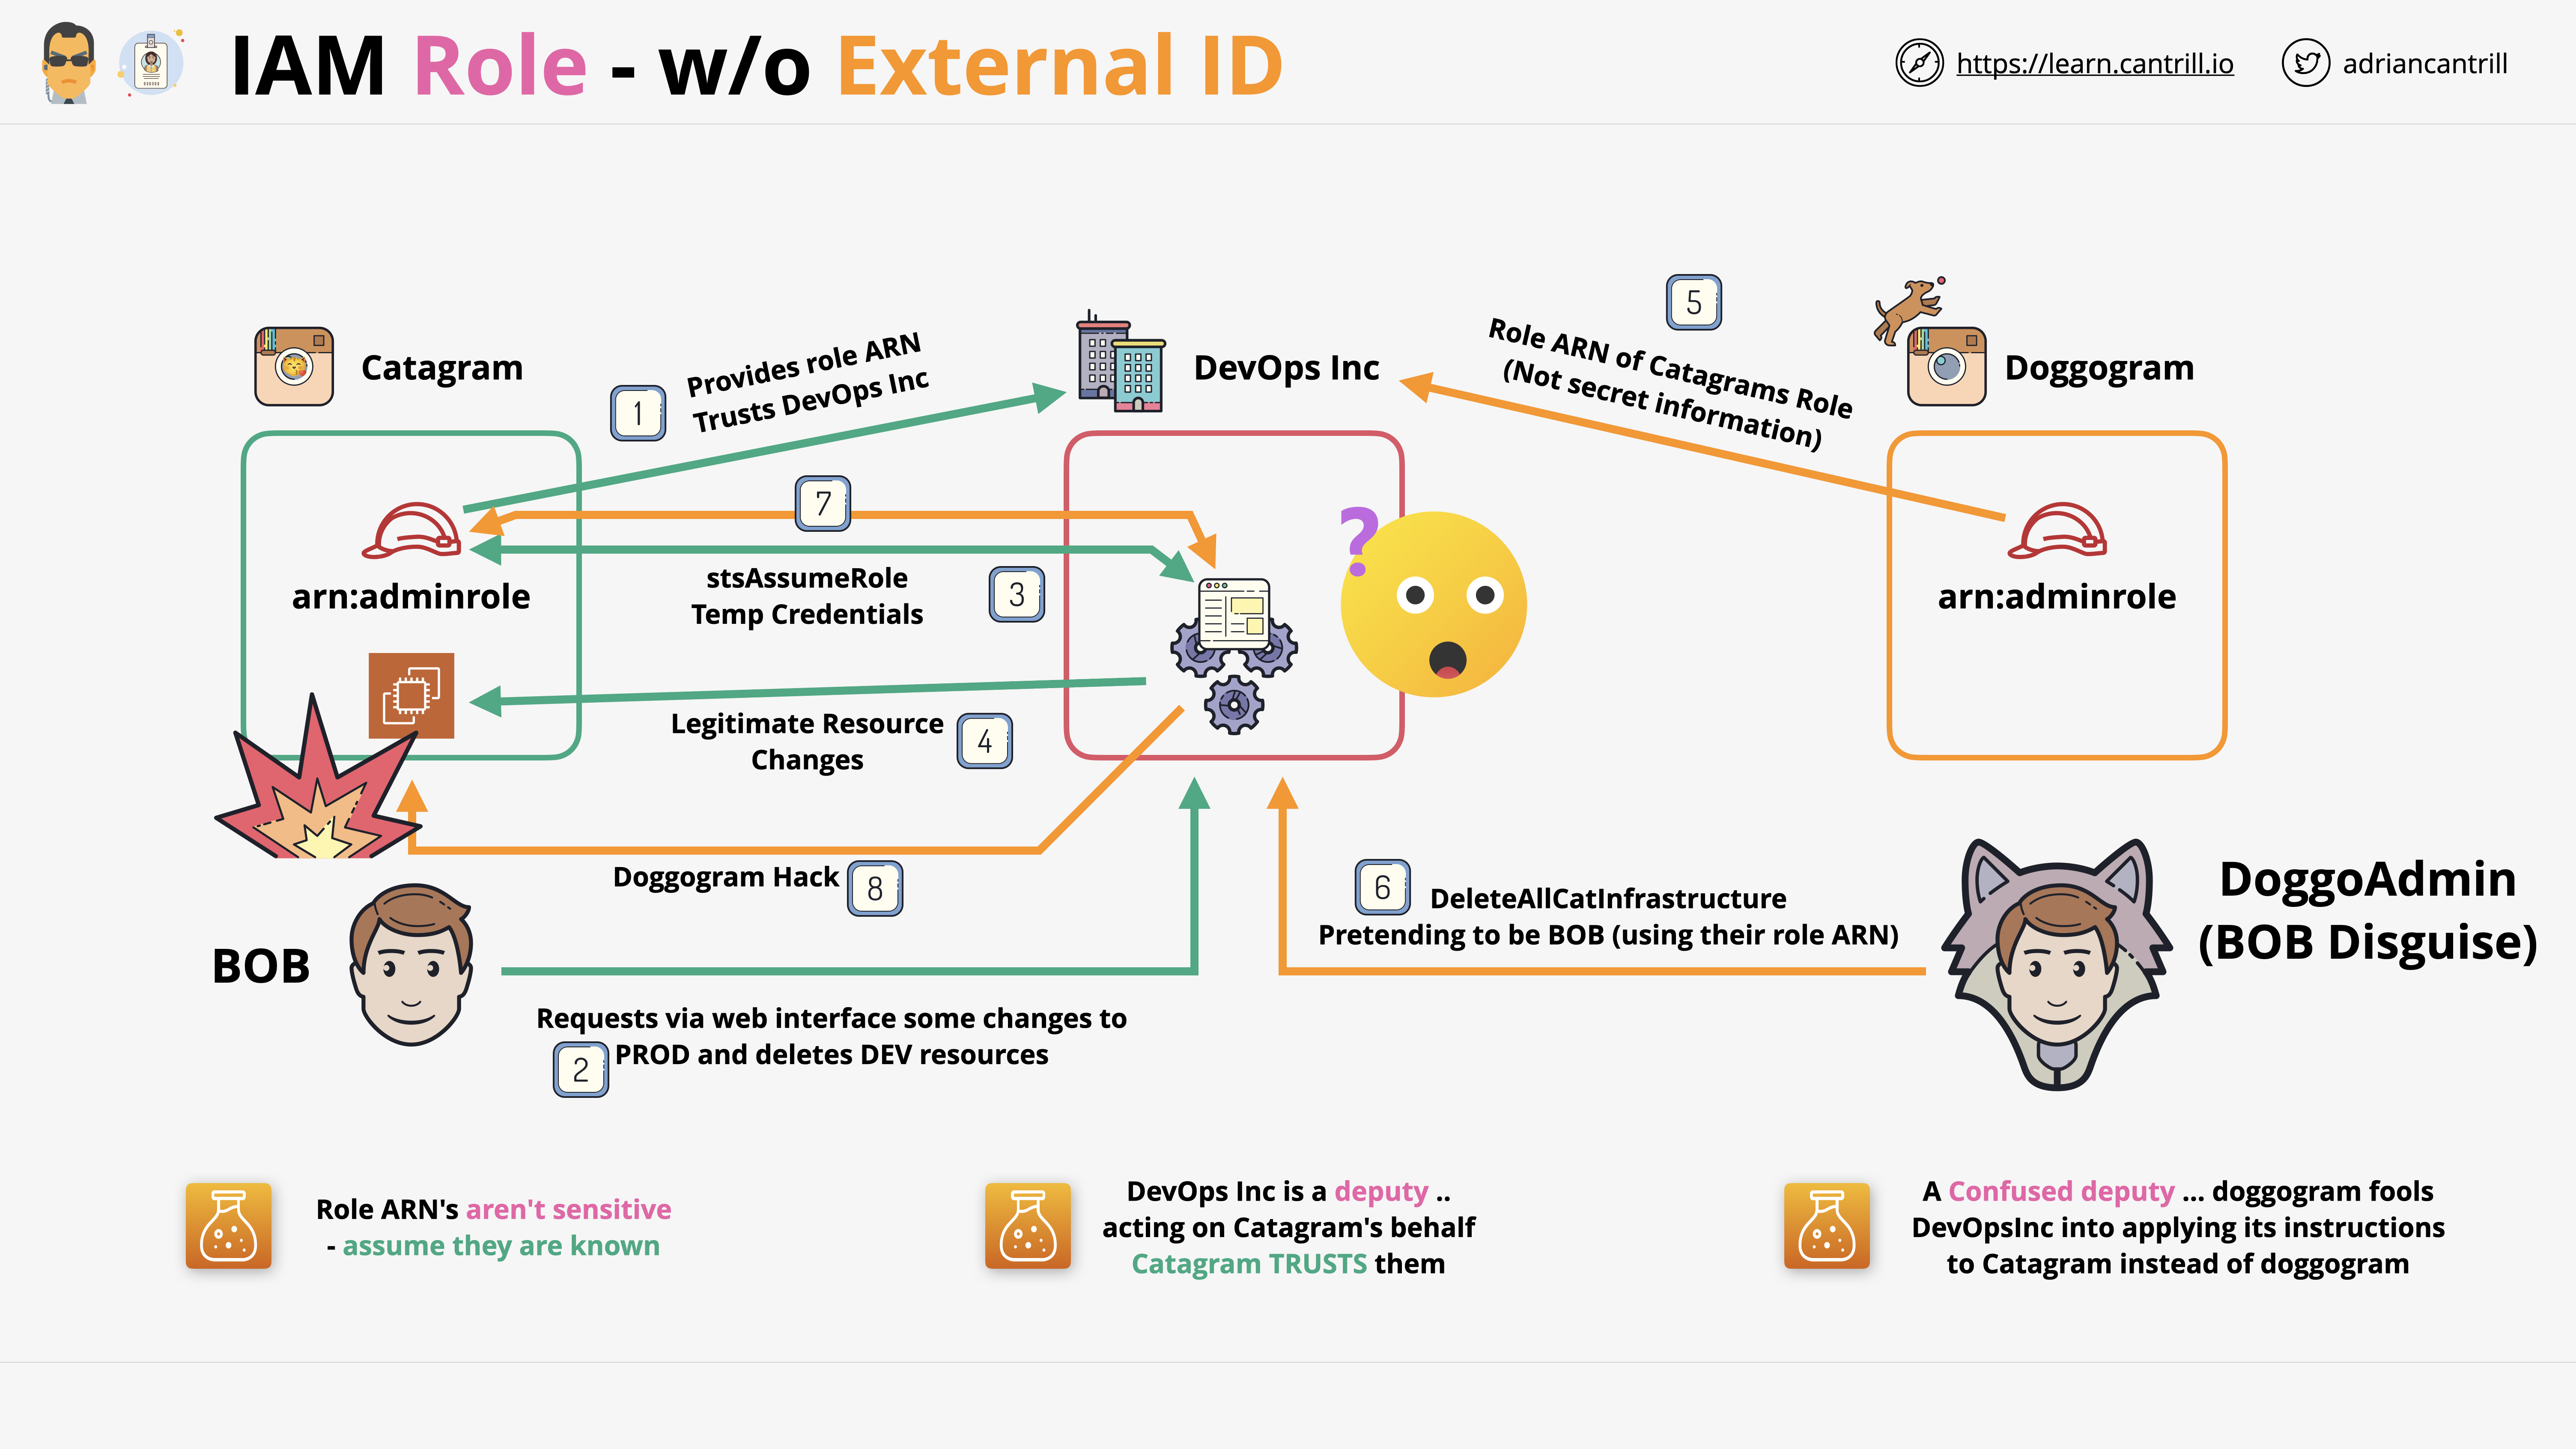 IAM Role - w/o External ID
https://learn.cantrill.io
adriancantrill
Catagram
1
Provides role ARN
Trusts DevOps Inc
DevOps Inc
5
Role ARN of Catagrams Role
(Not secret information)
Doggogram
7
?
arn:adminrole
stsAssumeRole
Temp Credentials
3
arn:adminrole
Legitimate Resource
Changes
4
Doggogram Hack
8
6
DeleteAllCatInfrastructure
Pretending to be BOB (using their role ARN)
DoggoAdmin
(BOB Disguise)
BOB
Requests via web interface some changes to
PROD and deletes DEV resources
2
Role ARN's aren't sensitive
- assume they are known
DevOps Inc is a deputy ..
acting on Catagram's behalf
Catagram TRUSTS them
A Confused deputy ... doggogram fools
DevOpsInc into applying its instructions
to Catagram instead of doggogram